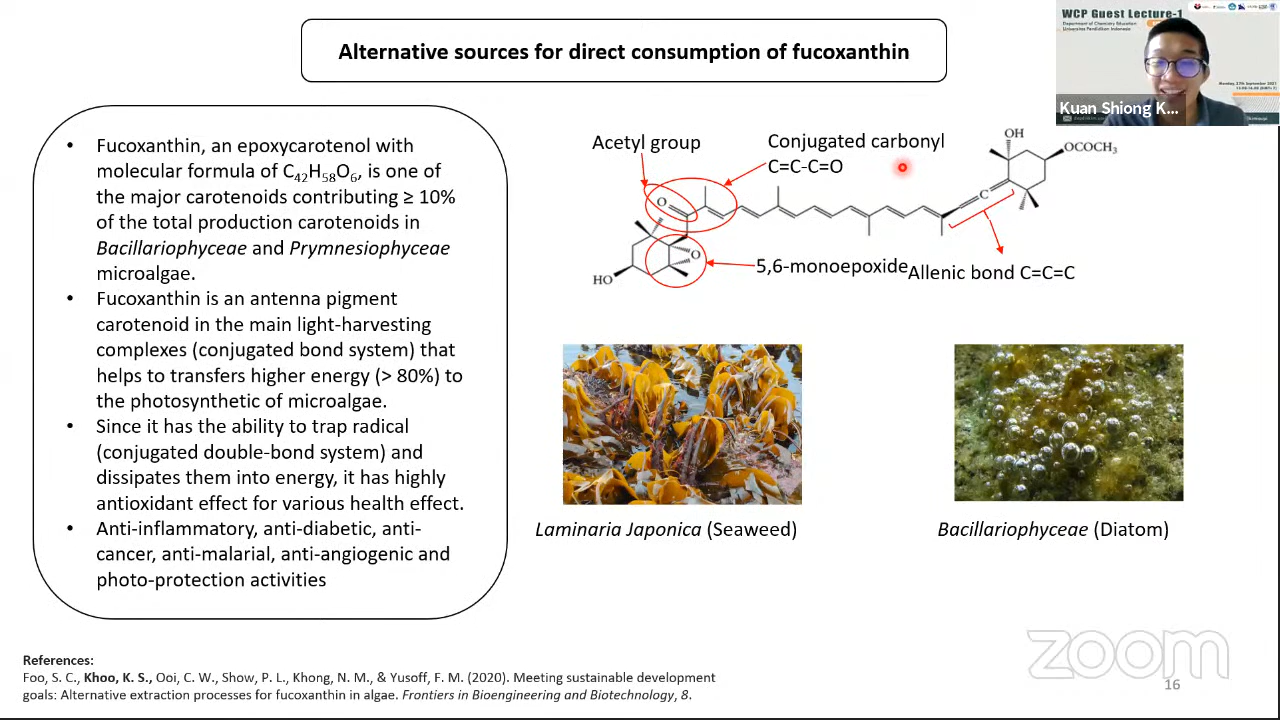 Alternative sources for direct consumption of fucoxanthin
WCP Guest Lecture-1
Department of Chemistry Education
Universitas Pendidikan Indonesia
Kuan Shiong K...
• Fucoxanthin, an epoxycarotenol with
molecular formula of C42H58O6, is one of
the major carotenoids contributing ≥ 10%
of the total production carotenoids in
Bacillariophyceae and Prymnesiophyceae
microalgae.
• Fucoxanthin is an antenna pigment
carotenoid in the main light-harvesting
complexes (conjugated bond system) that
helps to transfers higher energy (> 80%) to
the photosynthetic of microalgae.
• Since it has the ability to trap radical
(conjugated double-bond system) and
dissipates them into energy, it has highly
antioxidant effect for various health effect.
• Anti-inflammatory, anti-diabetic, anti-
cancer, anti-malarial, anti-angiogenic and
photo-protection activities
Acetyl group
Conjugated carbonyl
C=C-C=O
OH
OCOCH3
O
C
O
HO
5,6-monoepoxide
Allenic bond C=C=C
Laminaria Japonica (Seaweed)
Bacillariophyceae (Diatom)
References:
Foo, S. C., Khoo, K. S., Ooi, C. W., Show, P. L., Khong, N. M., & Yusoff, F. M. (2020). Meeting sustainable development
goals: Alternative extraction processes for fucoxanthin in algae. Frontiers in Bioengineering and Biotechnology, 8.
zoom
16